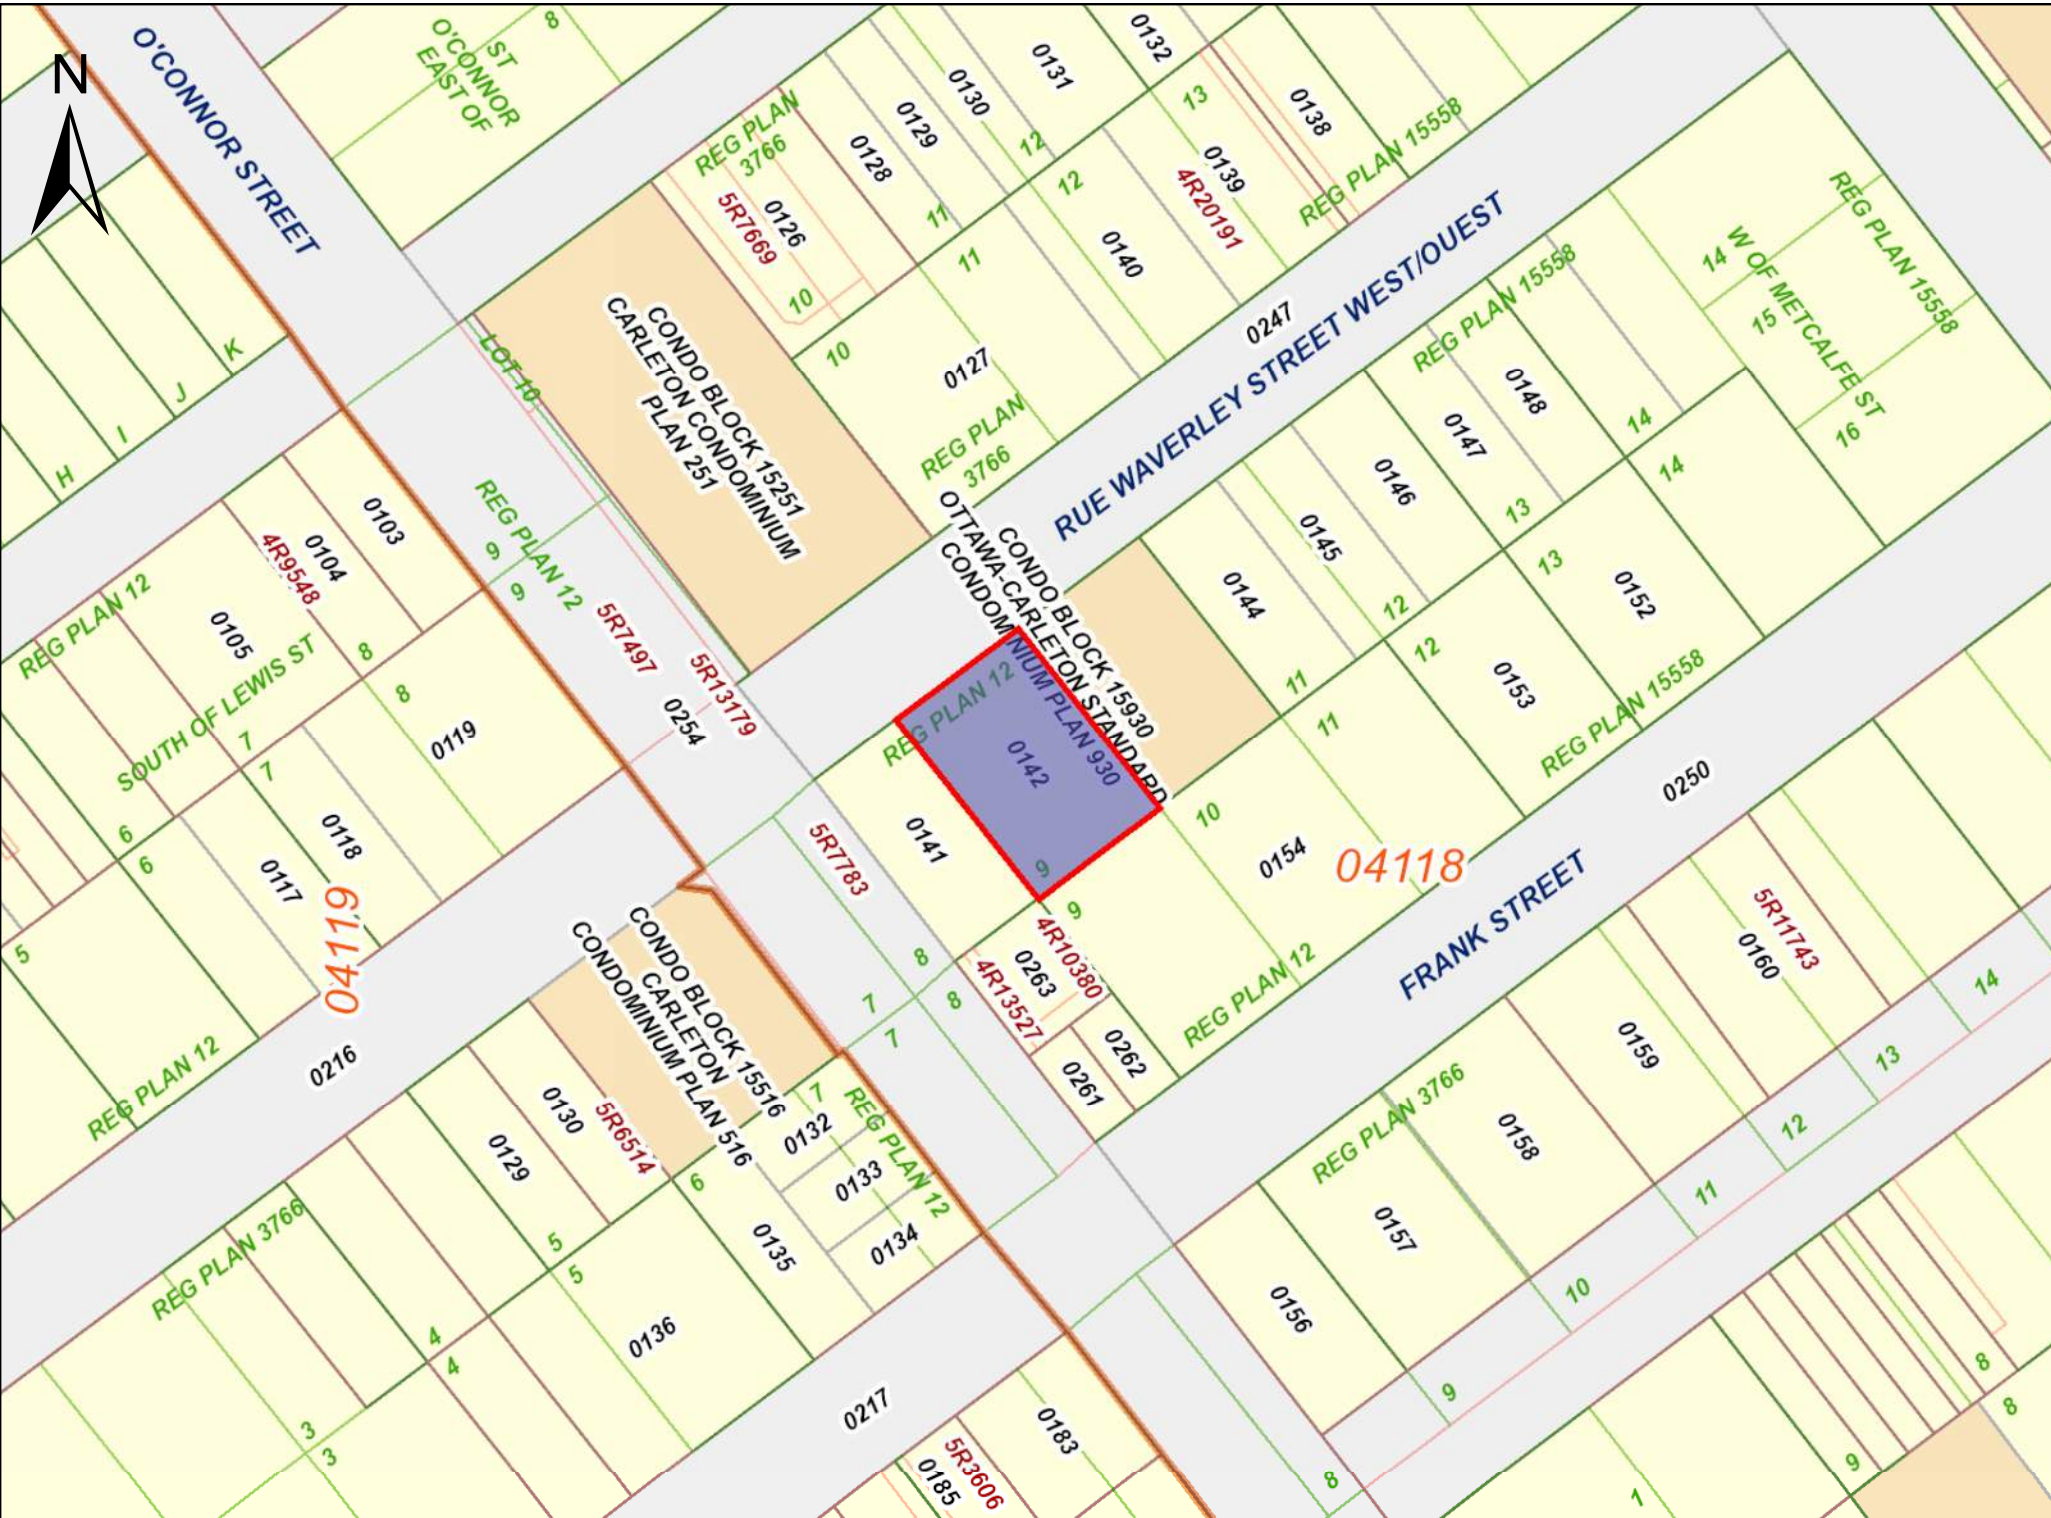 N
O'CONNOR STREET
ST
O'CONNOR
EAST OF
8
0132
0131
0130
0129
0128
13
0138
REG PLAN 15558
REG PLAN
3766
5R7669
0126
10
11
12
12
11
0139
4R20191
0140
10
0127
REG PLAN
3766
0247
RUE WAVERLEY STREET WEST/OUEST
REG PLAN 15558
REG PLAN 15558
14
15
16
W OF METCALFE ST
K
J
I
H
LOT 10
CONDO BLOCK 15251
CARLETON CONDOMINIUM
PLAN 251
REG PLAN 12
9
9
5R7497
5R13179
0254
0103
0104
4R9548
0105
REG PLAN 12
SOUTH OF LEWIS ST
8
8
7
7
6
6
5
0119
0118
0117
04119
REG PLAN 12
0216
CONDO BLOCK 15930
OTTAWA-CARLETON STANDARD
CONDOMINIUM PLAN 930
REG PLAN 12
0142
9
0141
5R7783
8
8
7
7
0144
0145
0146
0147
0148
14
14
13
13
12
12
11
11
10
9
0152
0153
0154
04118
REG PLAN 15558
0250
FRANK STREET
REG PLAN 12
4R10380
0263
4R13527
0262
0261
CONDO BLOCK 15516
CARLETON
CONDOMINIUM PLAN 516
7
REG PLAN 12
0132
0133
0134
0135
0136
6
5
5
4
4
3
3
0130
5R6514
0129
REG PLAN 3766
0217
0183
5R3606
0185
REG PLAN 3766
0156
0157
0158
0159
0160
5R11743
14
13
12
11
10
9
8
8
8
9
1